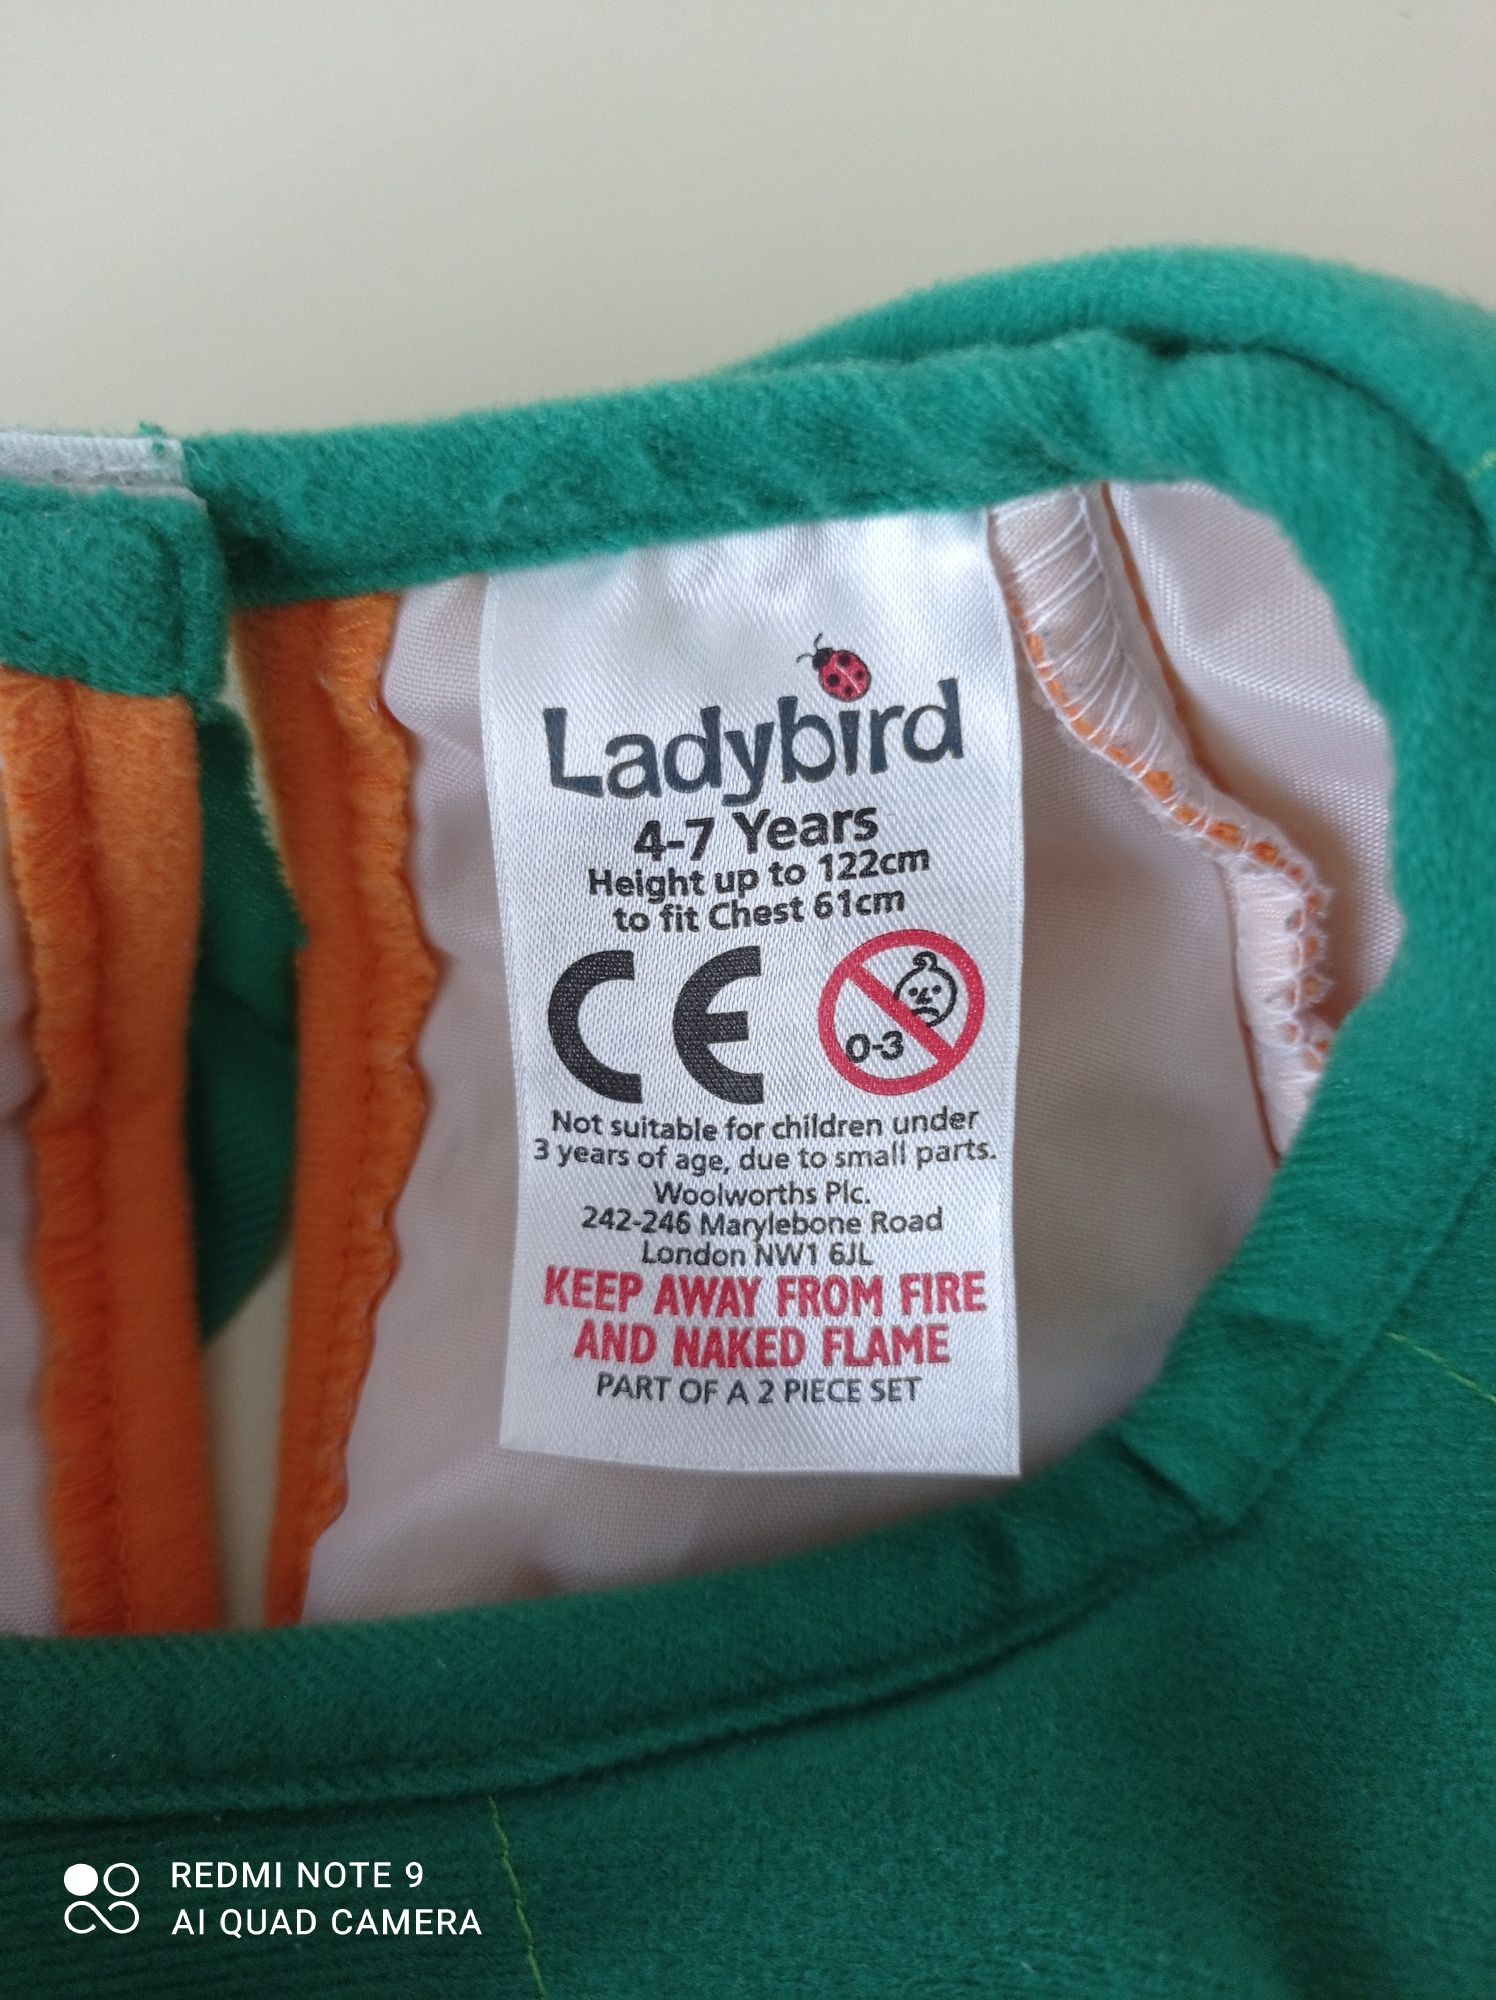 Ladybird
4-7 Years
Height up to 122cm
to fit Chest 61cm
CE
0-3
Not suitable for children under
3 years of age, due to small parts.
Woolworths Plc.
242-246 Marylebone Road
London NW1 6JL
KEEP AWAY FROM FIRE
AND NAKED FLAME
PART OF A 2 PIECE SET
REDMI NOTE 9
AI QUAD CAMERA